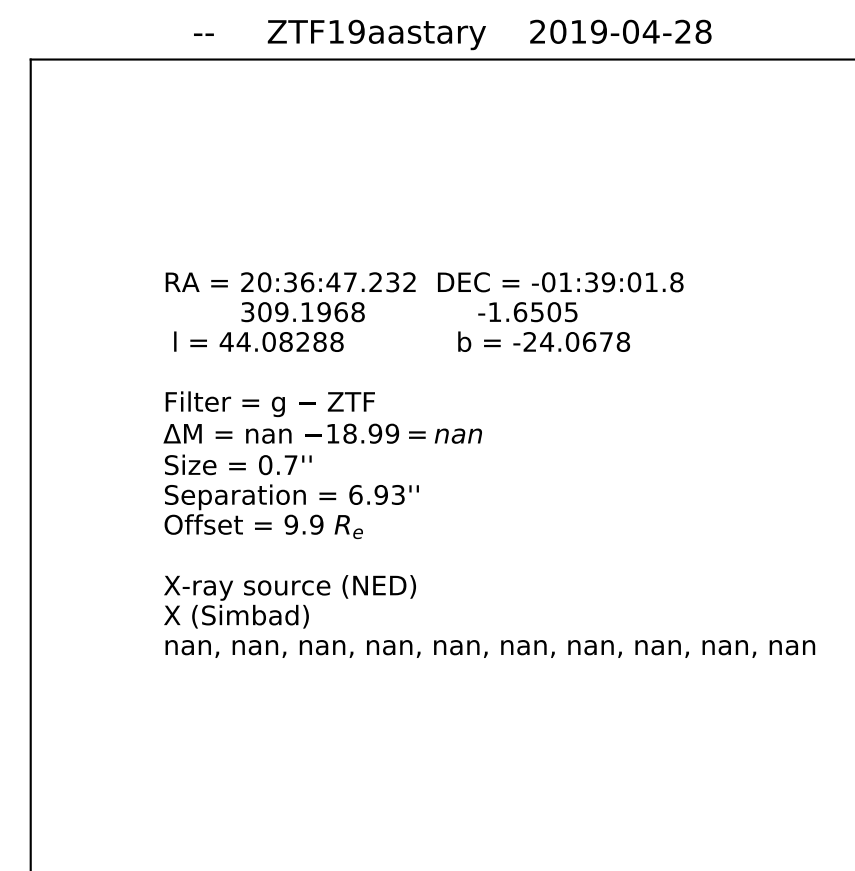 -- ZTF19aastary 2019-04-28
RA = 20:36:47.232 DEC = -01:39:01.8
309.1968 -1.6505
l = 44.08288 b = -24.0678
Filter = g − ZTF
ΔM = nan −18.99 = nan
Size = 0.7''
Separation = 6.93''
Offset = 9.9 Re
X-ray source (NED)
X (Simbad)
nan, nan, nan, nan, nan, nan, nan, nan, nan, nan